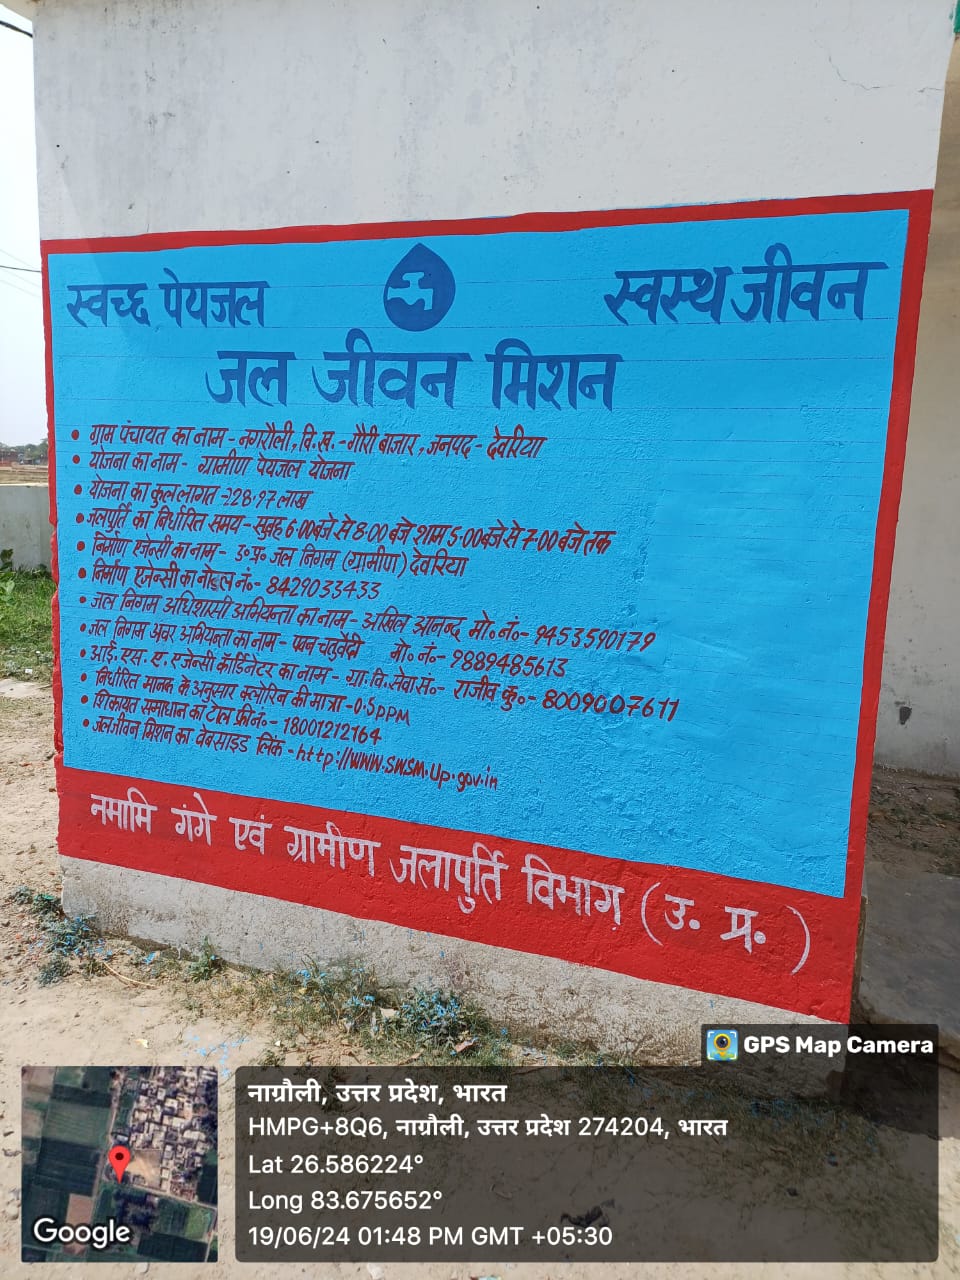 स्वच्छ पेयजल
स्वस्थ जीवन
जल जीवन मिशन
• ग्राम पंचायत का नाम - नगरौली, वि.ख. - गौरी बाजार, जनपद - देवरिया
• योजना का नाम - ग्रामीण पेयजल योजना
• योजना का कुल लागत - 228.97 लाख
• जलपुर्ति का निर्धारित समय - सुबह 6.00 बजे से 8.00 बजे शाम 5.00 बजे से 7.00 बजे तक
• निर्माण एजेन्सी का नाम - उ०प्र० जल निगम (ग्रामीण) देवरिया
• निर्माण एजेन्सी का नं०- 8429033433
• जल निगम अधिशासी अभियन्ता का नाम - अखिल आनन्द मो० नं० - 9453590179
• जल निगम अवर अभियन्ता का नाम - पवन चतुर्वेदी मो० नं० - 9889485613
• आई. एस. ए. एजेन्सी कॉर्डिनेटर का नाम - ग्रा. वि. सेवा सं. - राजीव कु० - 8009607611
• निर्धारित मानक के अनुसार क्लोरिन की मात्रा - 0.5 PPM
• शिकायत समाधान का टोल फ्री नं० - 18001212164
• जलजीवन मिशन का वेबसाइड लिंक - http://www.swsm.up.gov.in
नमामि गंगे एवं ग्रामीण जलापुर्ति विभाग (उ. प्र.)
GPS Map Camera
नाग्रौली, उत्तर प्रदेश, भारत
HMPG+8Q6, नाग्रौली, उत्तर प्रदेश 274204, भारत
Lat 26.586224°
Long 83.675652°
19/06/24 01:48 PM GMT +05:30
Google